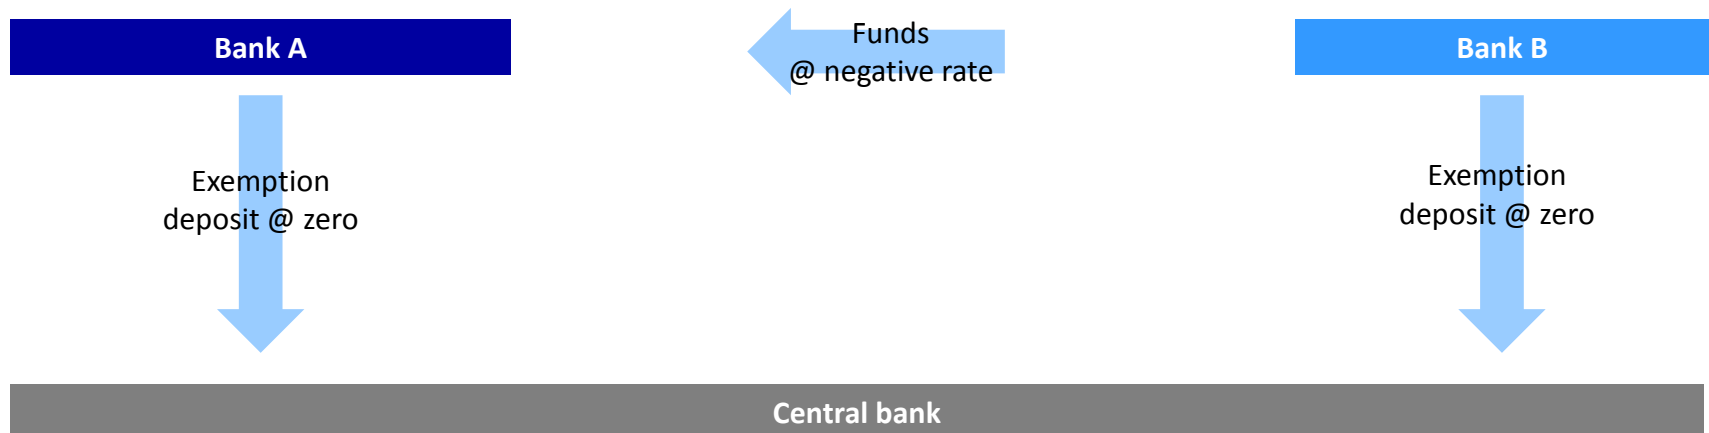 Bank A
Funds
@ negative rate
Bank B
Exemption
deposit @ zero
Exemption
deposit @ zero
Central bank